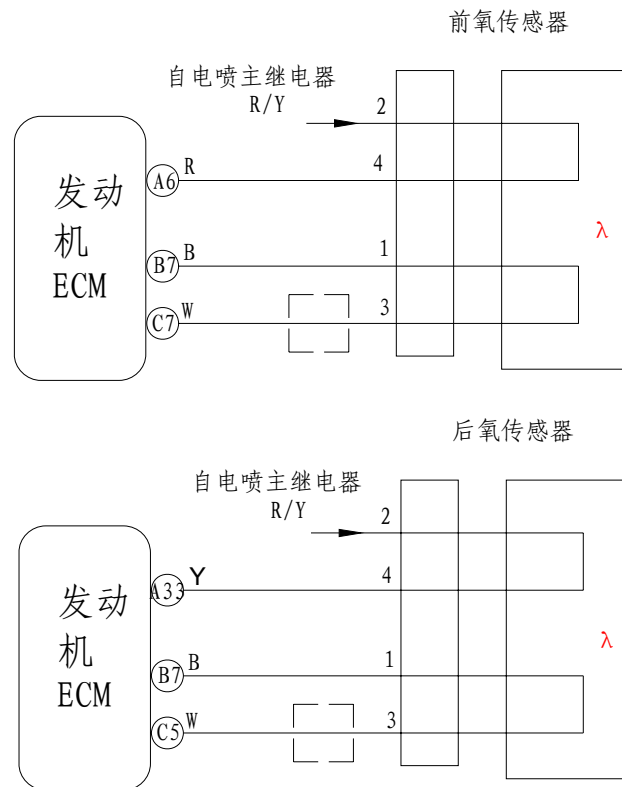 前氧传感器
自电喷主继电器
R/Y
2
A6 R
4
发动
机
ECM
λ
B7 B
1
C7 W
3
后氧传感器
自电喷主继电器
R/Y
2
A33 Y
4
发动
机
ECM
λ
B7 B
1
C5 W
3